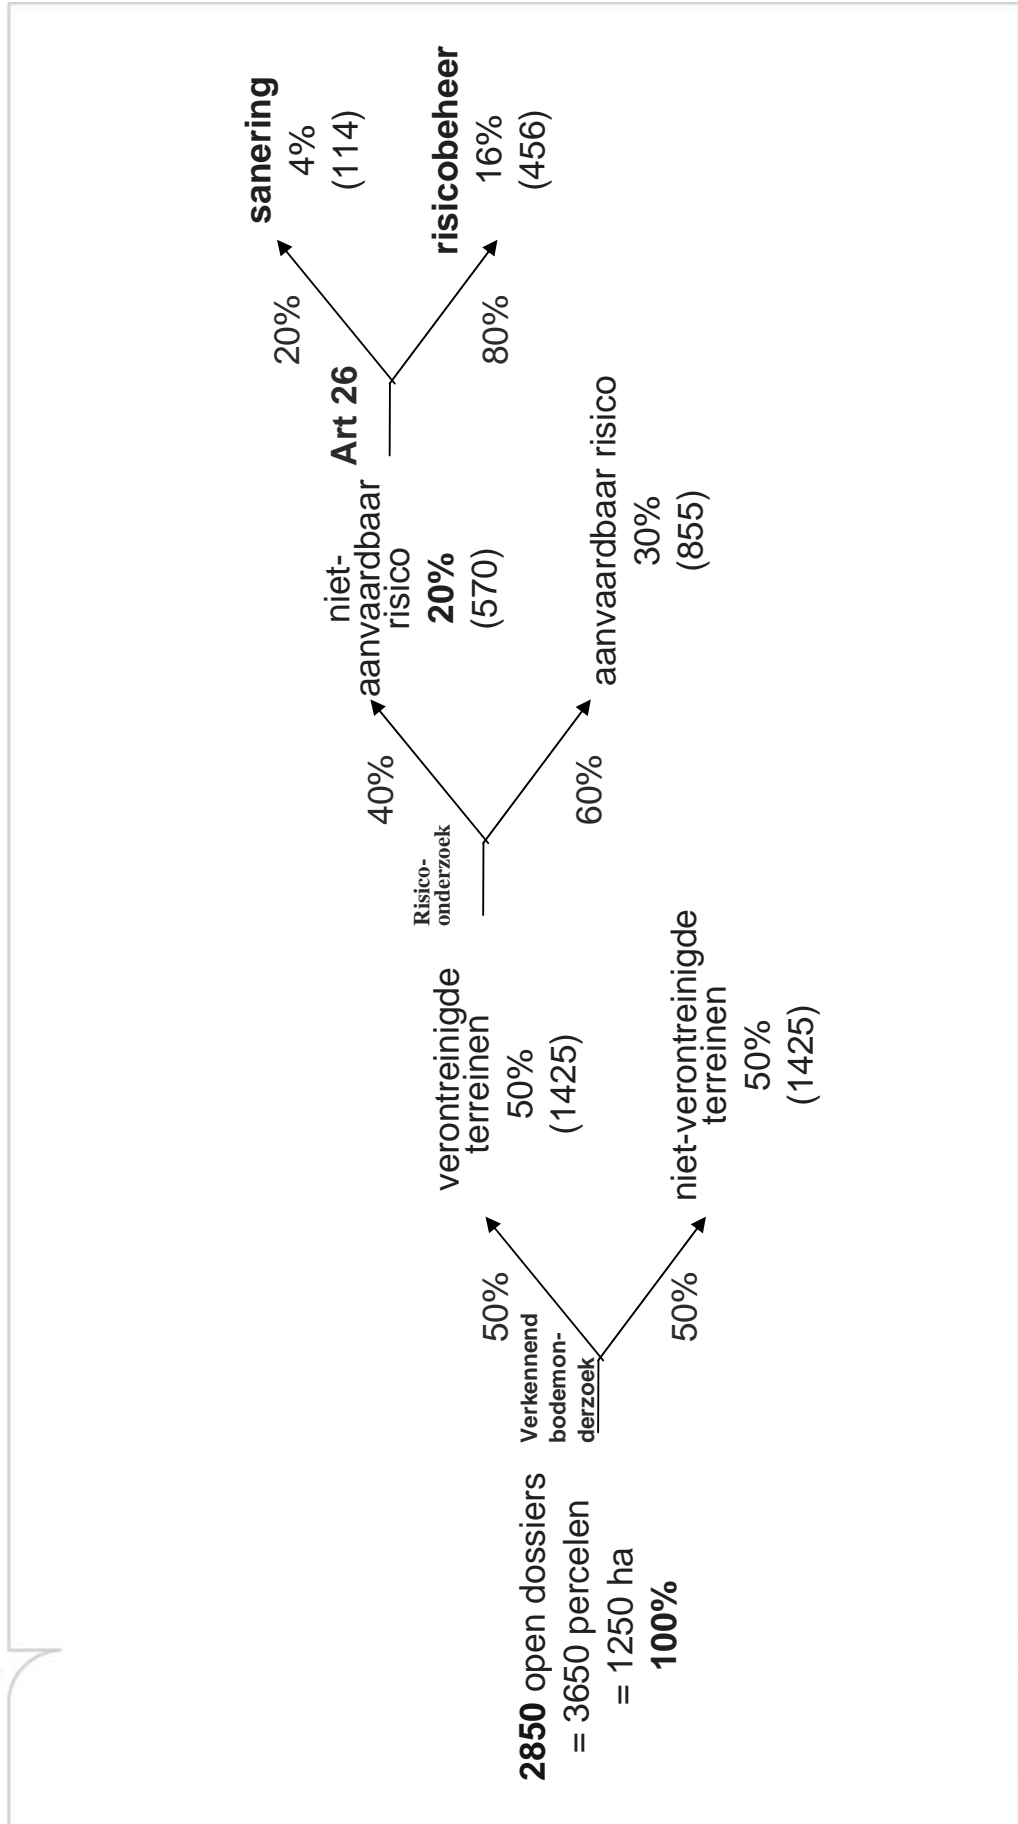 2850 open dossiers
= 3650 percelen
= 1250 ha
100%
Verkennend
bodemon-
derzoek
50%
50%
verontreinigde
terreinen
50%
(1425)
niet-verontreinigde
terreinen
50%
(1425)
Risico-
onderzoek
40%
60%
niet-
aanvaardbaar
risico
20%
(570)
aanvaardbaar risico
30%
(855)
Art 26
20%
80%
sanering
4%
(114)
risicobeheer
16%
(456)